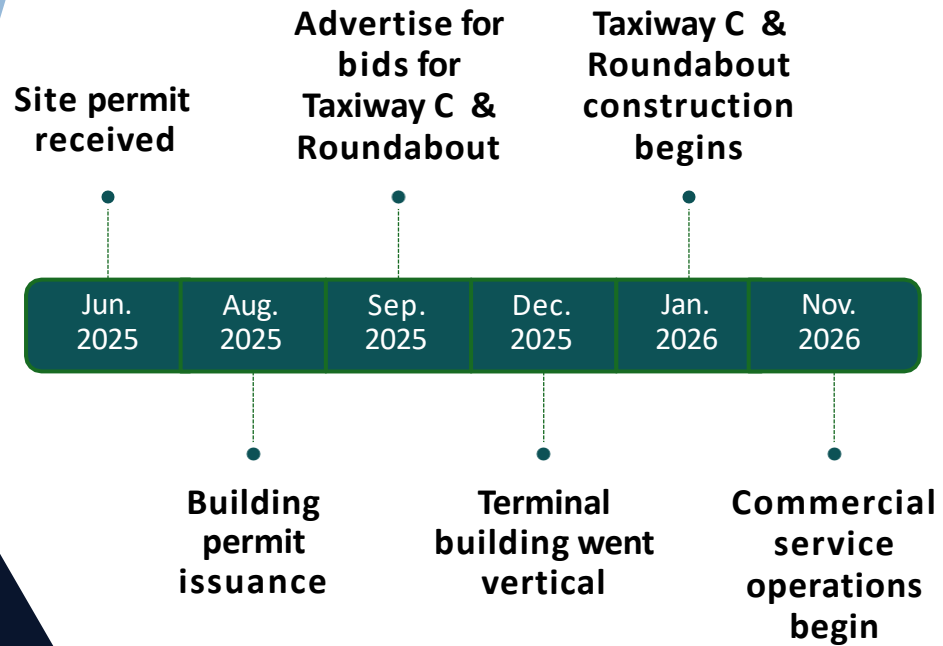 Site permit
received
Advertise for
bids for
Taxiway C &
Roundabout
Taxiway C &
Roundabout
construction
begins
Jun.
2025
Aug.
2025
Sep.
2025
Dec.
2025
Jan.
2026
Nov.
2026
Building
permit
issuance
Terminal
building went
vertical
Commercial
service
operations
begin